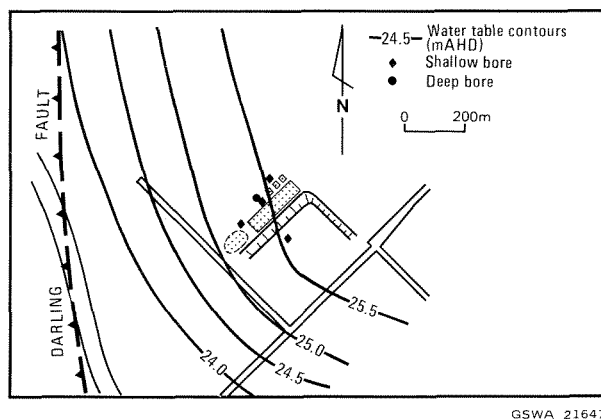 —24.5— Water table contours
(mAHD)
Shallow bore
Deep bore
N
0 200m
DARLING FAULT
25.5
25.0
24.5
24.0
GSWA 21647